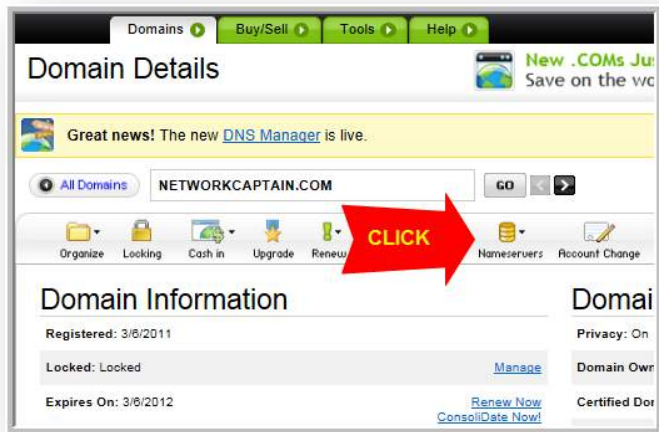 Domains Buy/Sell Tools Help
Domain Details
New .COMs Ju
Save on the wo
Great news! The new DNS Manager is live.
All Domains NETWORKCAPTAIN.COM GO
CLICK
Organize Locking Cash in Upgrade Renew Nameservers Account Change
Domain Information Domai
Registered: 3/6/2011 Privacy: On
Locked: Locked Manage Domain Own
Expires On: 3/6/2012 Renew Now Certified Dor
ConsoliDate Now!